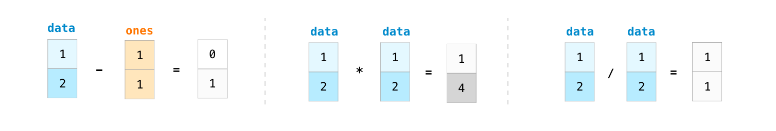 data ones
1 1 0
2 - 1 = 1
data data
1 1 1
2 * 2 = 4
data data
1 1 1
2 / 2 = 1